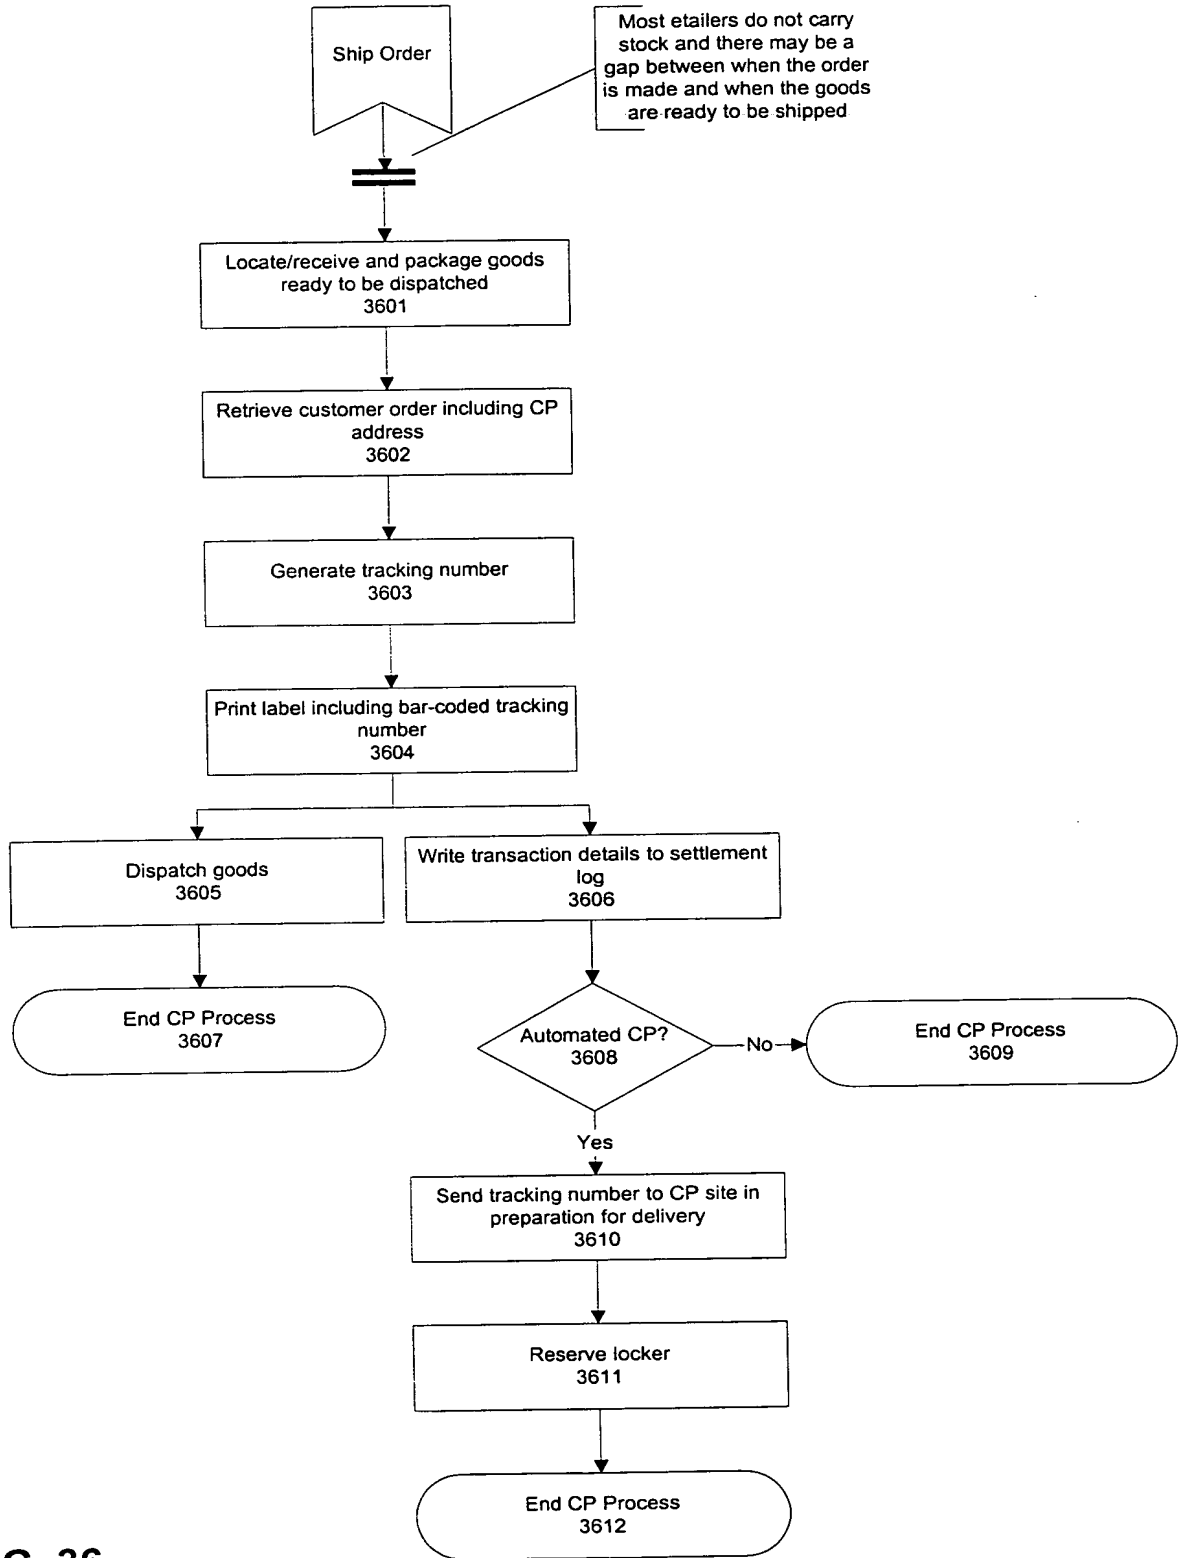 Ship Order
Most etailers do not carry
stock and there may be a
gap between when the order
is made and when the goods
are ready to be shipped
Locate/receive and package goods
ready to be dispatched
3601
Retrieve customer order including CP
address
3602
Generate tracking number
3603
Print label including bar-coded tracking
number
3604
Dispatch goods
3605
Write transaction details to settlement
log
3606
End CP Process
3607
Automated CP?
3608
No
End CP Process
3609
Yes
Send tracking number to CP site in
preparation for delivery
3610
Reserve locker
3611
End CP Process
3612